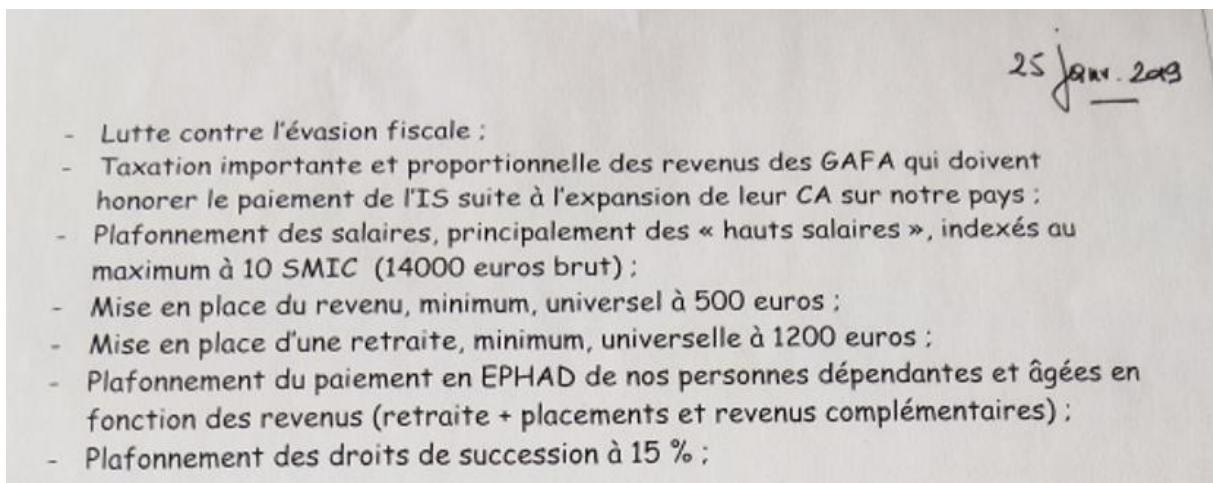 25 janv. 2019
- Lutte contre l'évasion fiscale ;
- Taxation importante et proportionnelle des revenus des GAFA qui doivent
honorer le paiement de l'IS suite à l'expansion de leur CA sur notre pays ;
- Plafonnement des salaires, principalement des « hauts salaires », indexés au
maximum à 10 SMIC (14000 euros brut) ;
- Mise en place du revenu, minimum, universel à 500 euros ;
- Mise en place d'une retraite, minimum, universelle à 1200 euros ;
- Plafonnement du paiement en EPHAD de nos personnes dépendantes et âgées en
fonction des revenus (retraite + placements et revenus complémentaires) ;
- Plafonnement des droits de succession à 15 % ;